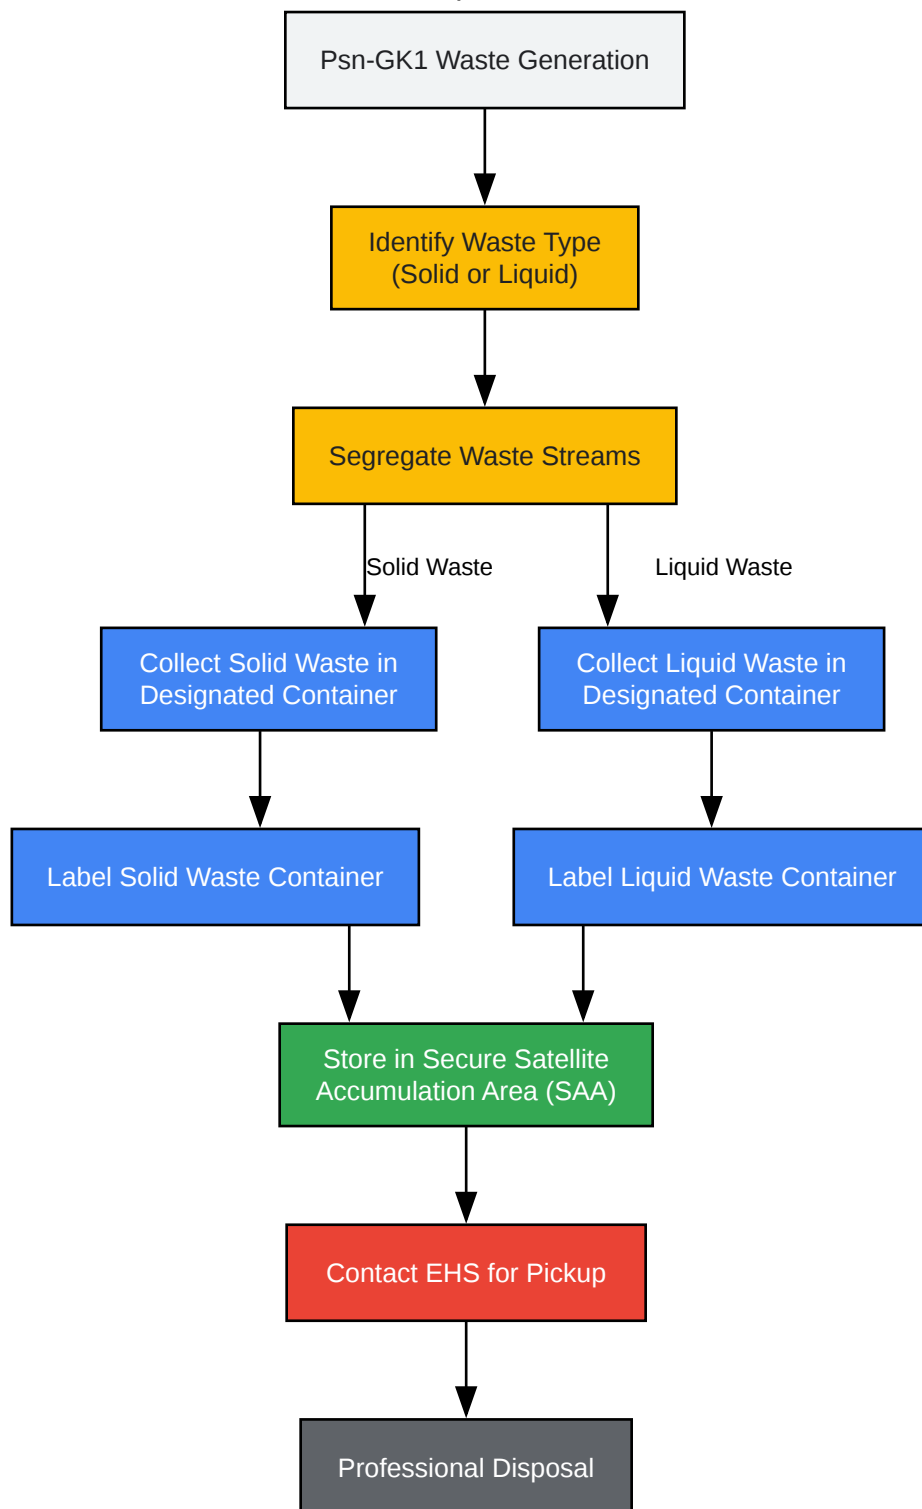 Psn-GK1 Waste Generation
Identify Waste Type
(Solid or Liquid)
Segregate Waste Streams
Solid Waste
Liquid Waste
Collect Solid Waste in
Designated Container
Collect Liquid Waste in
Designated Container
Label Solid Waste Container
Label Liquid Waste Container
Store in Secure Satellite
Accumulation Area (SAA)
Contact EHS for Pickup
Professional Disposal